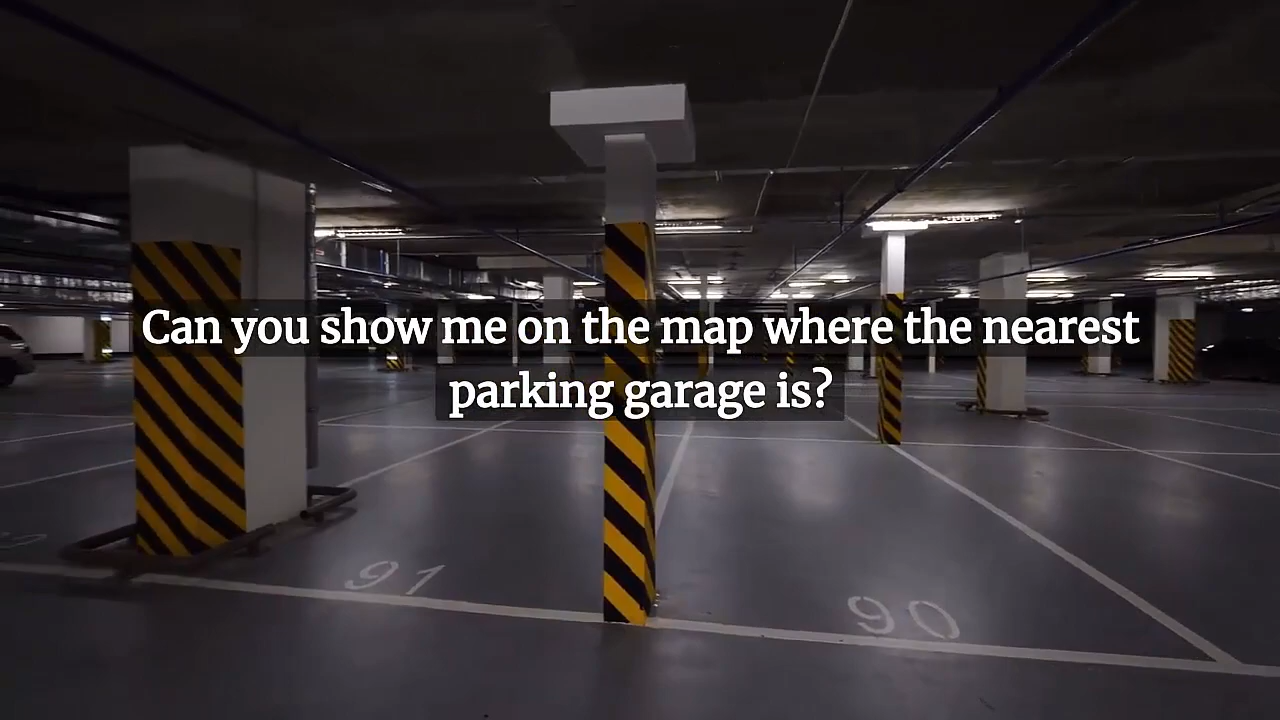 Can you show me on the map where the nearest
parking garage is?
91
90